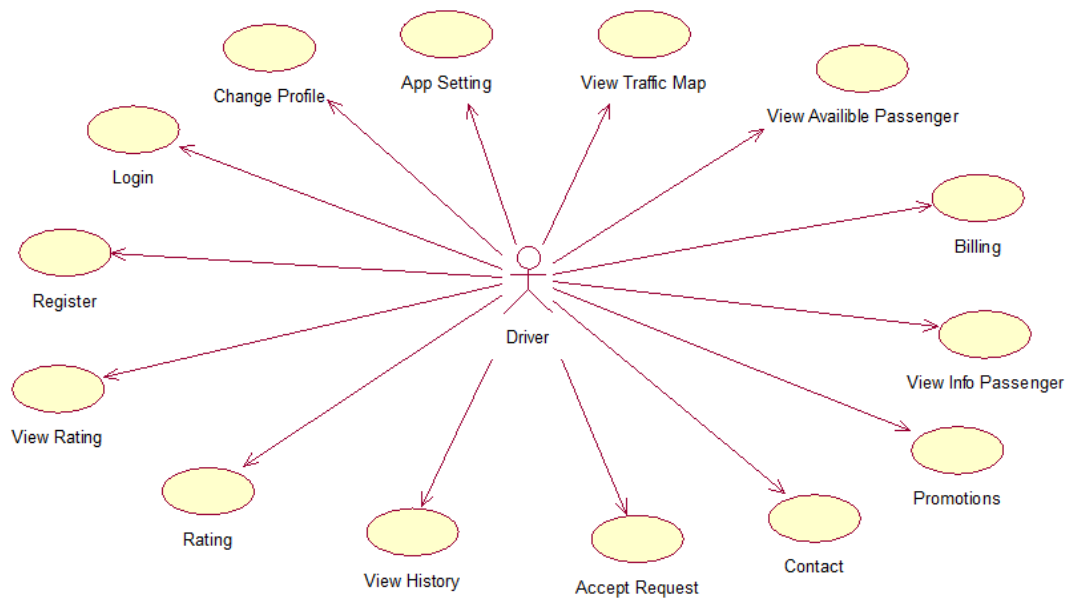 App Setting
View Traffic Map
Change Profile
View Availible Passenger
Login
Billing
Register
Driver
View Info Passenger
View Rating
Promotions
Rating
Contact
View History
Accept Request